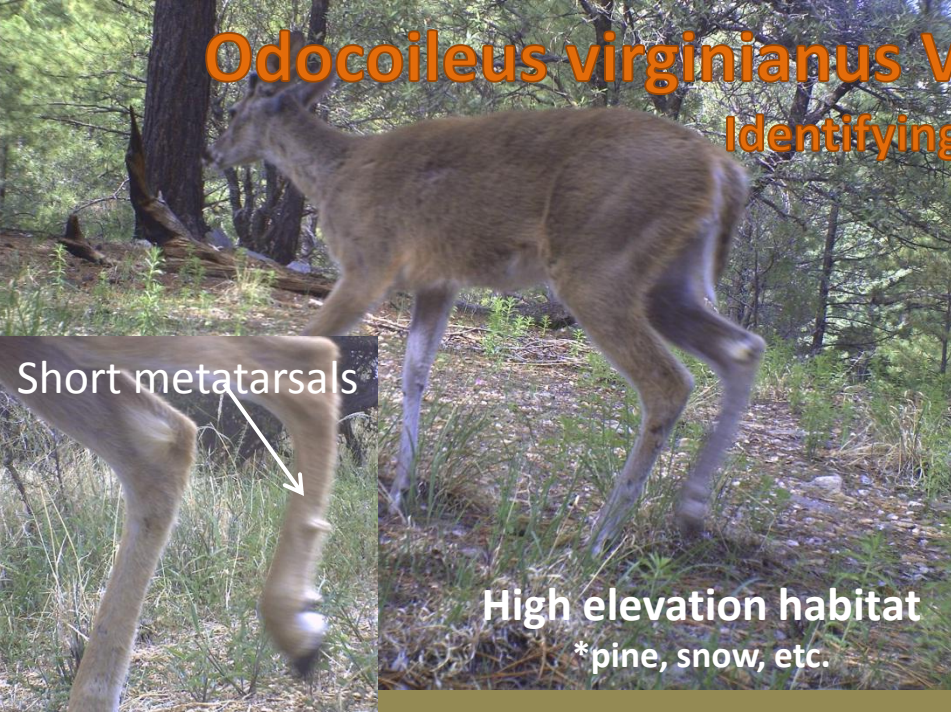 Odocoileus virginianus V
Identifying
Short metatarsals
High elevation habitat
*pine, snow, etc.